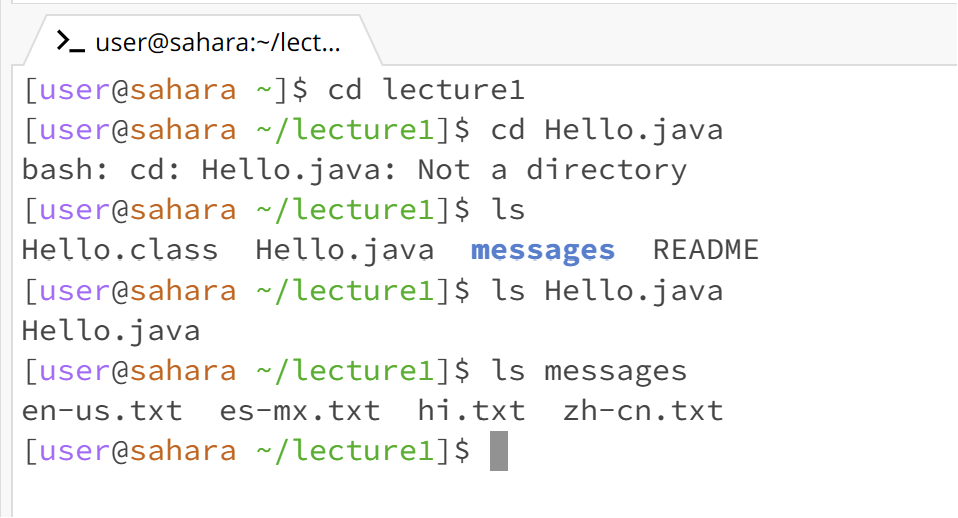 user@sahara:~/lect...
[user@sahara ~]$ cd lecture1
[user@sahara ~/lecture1]$ cd Hello.java
bash: cd: Hello.java: Not a directory
[user@sahara ~/lecture1]$ ls
Hello.class  Hello.java  messages  README
[user@sahara ~/lecture1]$ ls Hello.java
Hello.java
[user@sahara ~/lecture1]$ ls messages
en-us.txt  es-mx.txt  hi.txt  zh-cn.txt
[user@sahara ~/lecture1]$